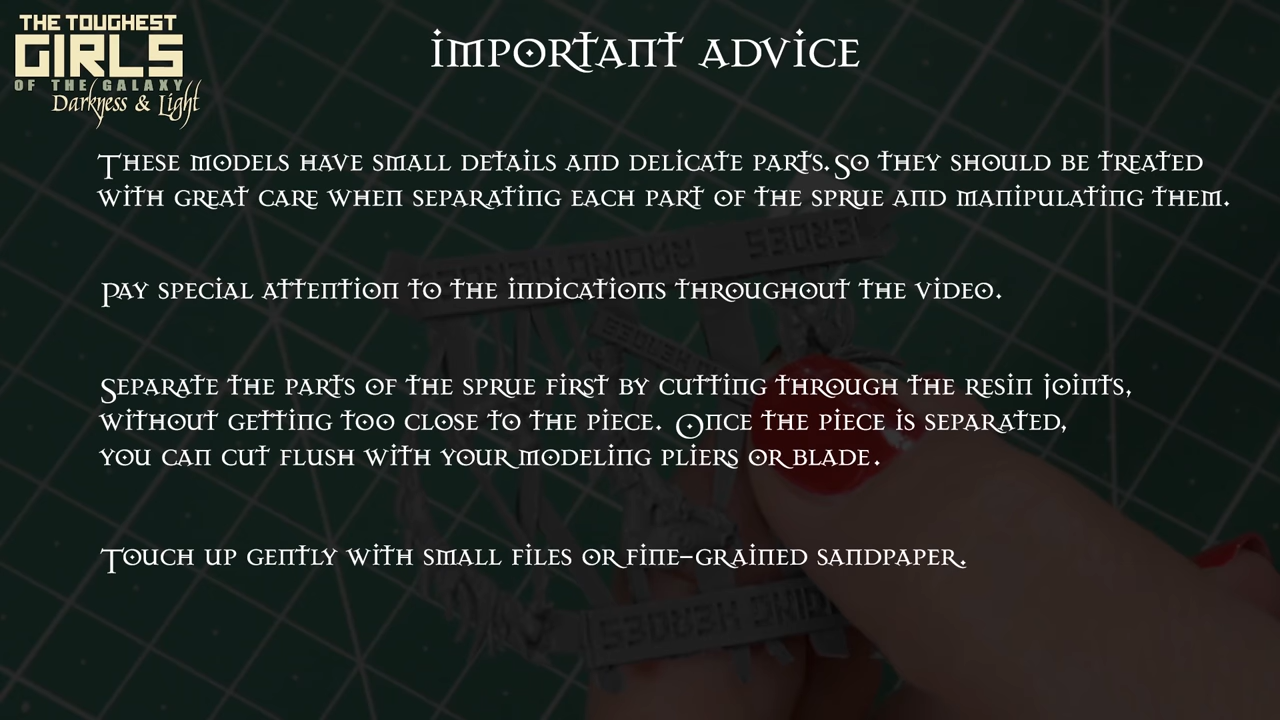 THE TOUGHEST
GIRLS
OF THE GALAXY
Darkness & Light
IMPORTANT ADVICE
These models have small details and delicate parts. So they should be treated
with great care when separating each part of the sprue and manipulating them.
Pay special attention to the indications throughout the video.
Separate the parts of the sprue first by cutting through the resin joints,
without getting too close to the piece. Once the piece is separated,
you can cut flush with your modeling pliers or blade.
Touch up gently with small files or fine-grained sandpaper.